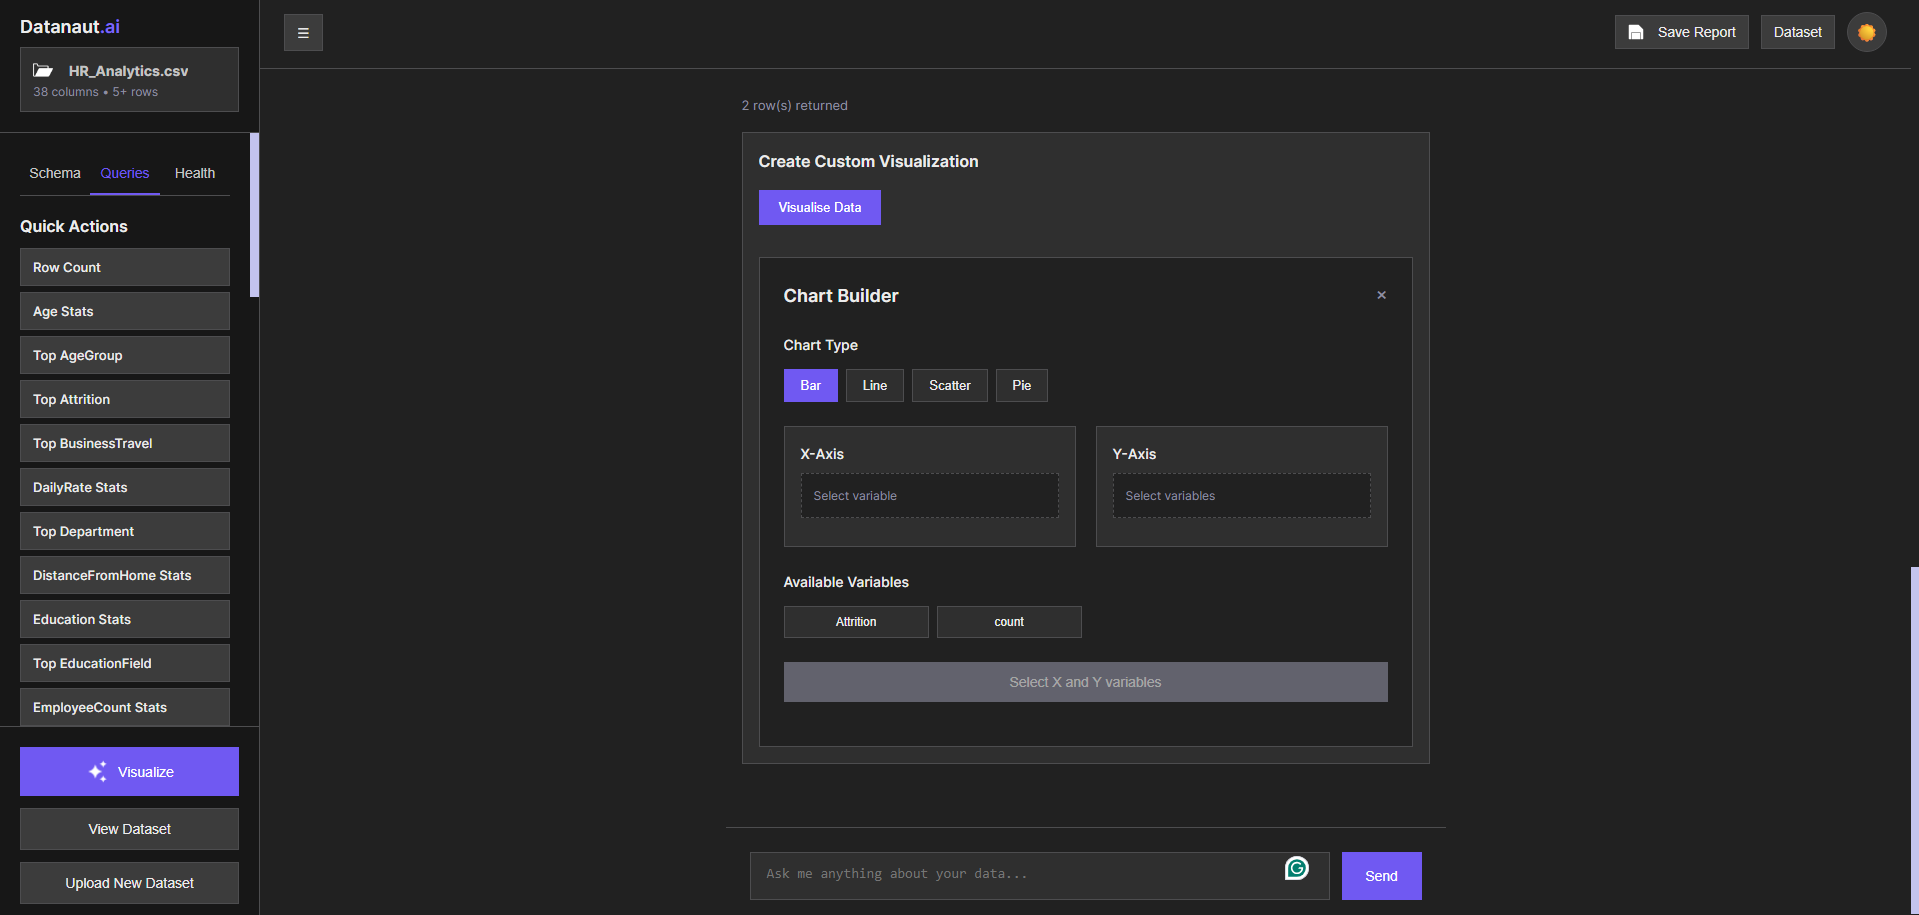 Datanaut.ai
HR_Analytics.csv
38 columns • 5+ rows
Schema Queries Health
Quick Actions
Row Count
Age Stats
Top AgeGroup
Top Attrition
Top BusinessTravel
DailyRate Stats
Top Department
DistanceFromHome Stats
Education Stats
Top EducationField
EmployeeCount Stats
Visualize
View Dataset
Upload New Dataset
Save Report Dataset
2 row(s) returned
Create Custom Visualization
Visualise Data
Chart Builder
Chart Type
Bar Line Scatter Pie
X-Axis Y-Axis
Select variable Select variables
Available Variables
Attrition count
Select X and Y variables
Ask me anything about your data...
Send